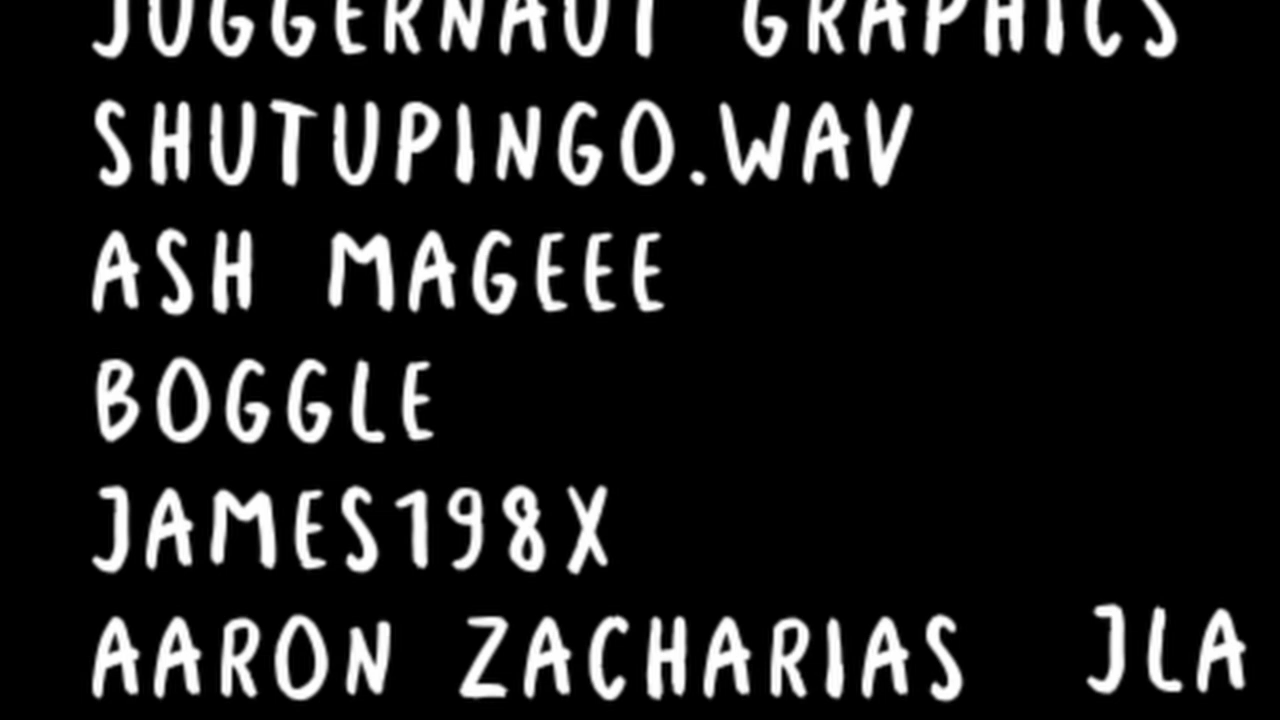 JUGGERNAUT GRAPHICS
SHUTUPINGO.WAV
ASH MAGEEE
BOGGLE
JAMES198X
AARON ZACHARIAS JLA